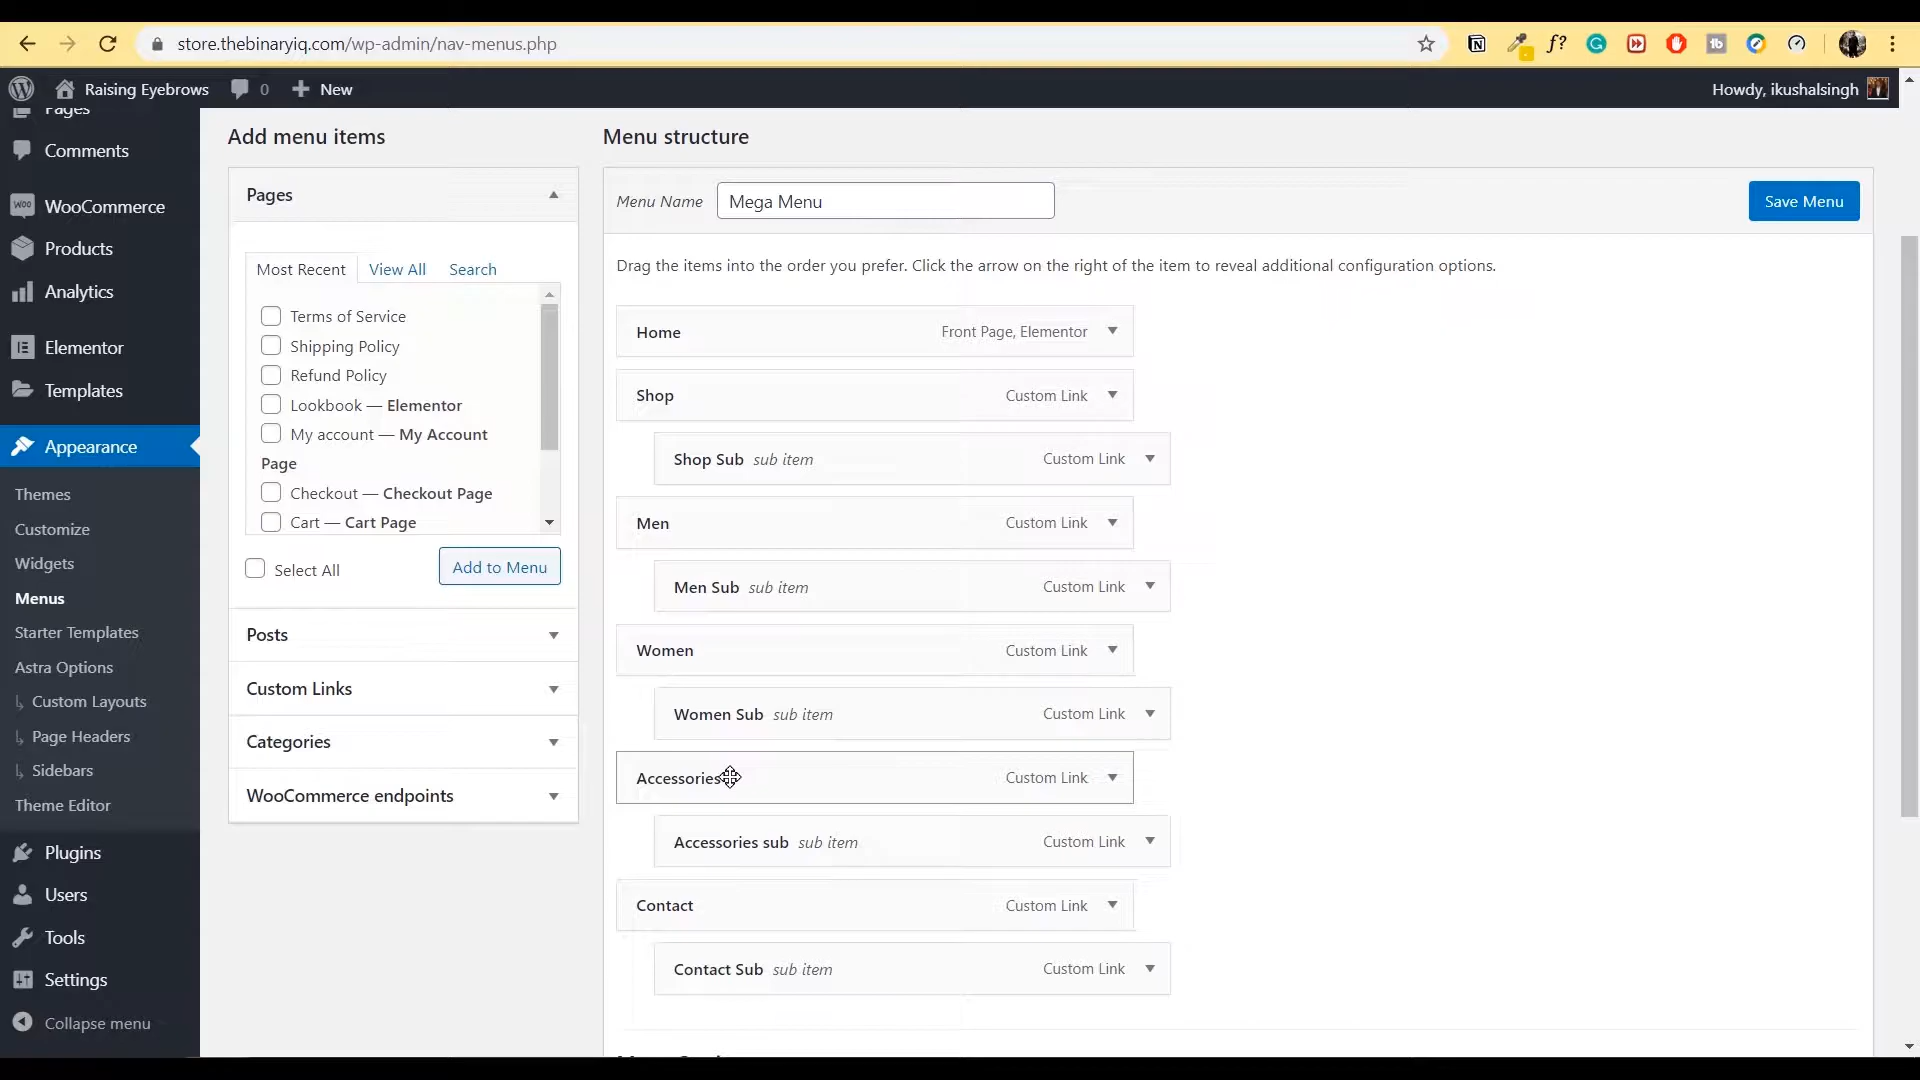 store.thebinaryiq.com/wp-admin/nav-menus.php
Raising Eyebrows 0 New
Howdy, ikushalsingh
Pages
Comments
WooCommerce
Products
Analytics
Elementor
Templates
Appearance
Themes
Customize
Widgets
Menus
Starter Templates
Astra Options
Custom Layouts
Page Headers
Sidebars
Theme Editor
Plugins
Users
Tools
Settings
Collapse menu
Add menu items
Pages
Most Recent View All Search
Terms of Service
Shipping Policy
Refund Policy
Lookbook — Elementor
My account — My Account
Page
Checkout — Checkout Page
Cart — Cart Page
Select All
Add to Menu
Posts
Custom Links
Categories
WooCommerce endpoints
Menu structure
Menu Name Mega Menu
Save Menu
Drag the items into the order you prefer. Click the arrow on the right of the item to reveal additional configuration options.
Home Front Page, Elementor
Shop Custom Link
Shop Sub sub item Custom Link
Men Custom Link
Men Sub sub item Custom Link
Women Custom Link
Women Sub sub item Custom Link
Accessories Custom Link
Accessories sub sub item Custom Link
Contact Custom Link
Contact Sub sub item Custom Link